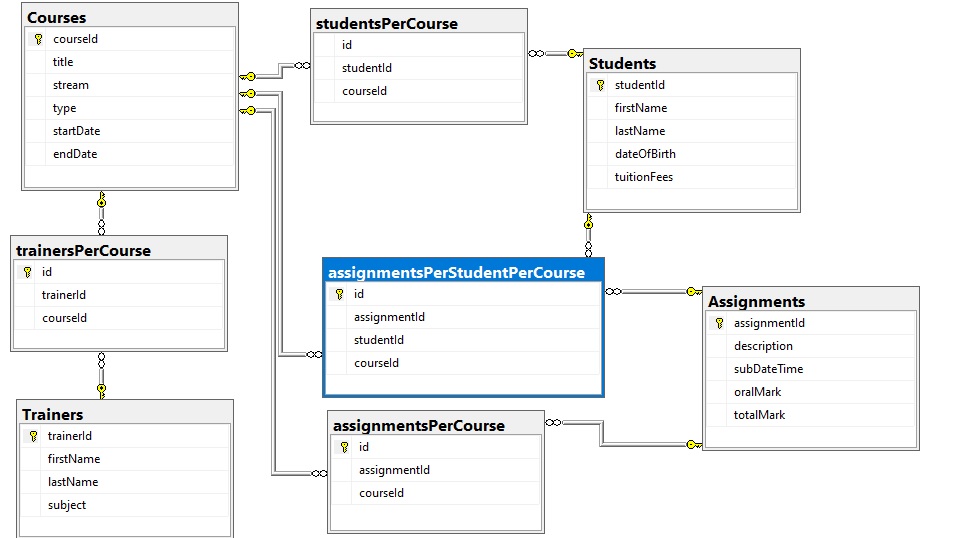 Courses
courseId
title
stream
type
startDate
endDate
studentsPerCourse
id
studentId
courseId
Students
studentId
firstName
lastName
dateOfBirth
tuitionFees
trainersPerCourse
id
trainerId
courseId
assignmentsPerStudentPerCourse
id
assignmentId
studentId
courseId
Assignments
assignmentId
description
subDateTime
oralMark
totalMark
Trainers
trainerId
firstName
lastName
subject
assignmentsPerCourse
id
assignmentId
courseId